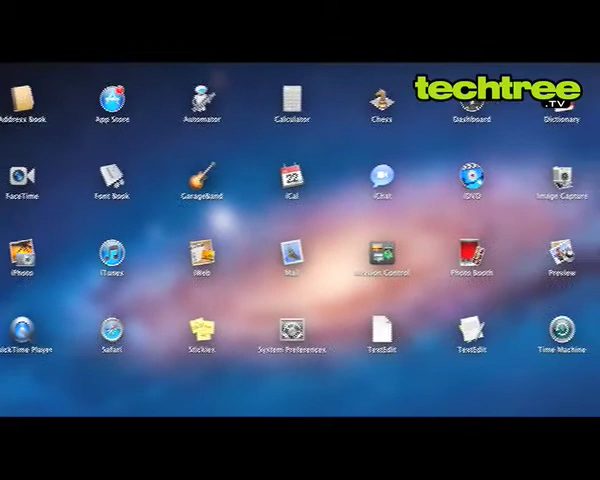 techtree
.TV
Address Book App Store Automator Calculator Chess Dashboard Dictionary
22
FaceTime Font Book GarageBand iCal iChat iDVD Image Capture
iPhoto iTunes iWeb Mail Mission Control Photo Booth Preview
uickTime Player Safari Stickies System Preferences TextEdit TextEdit Time Machine